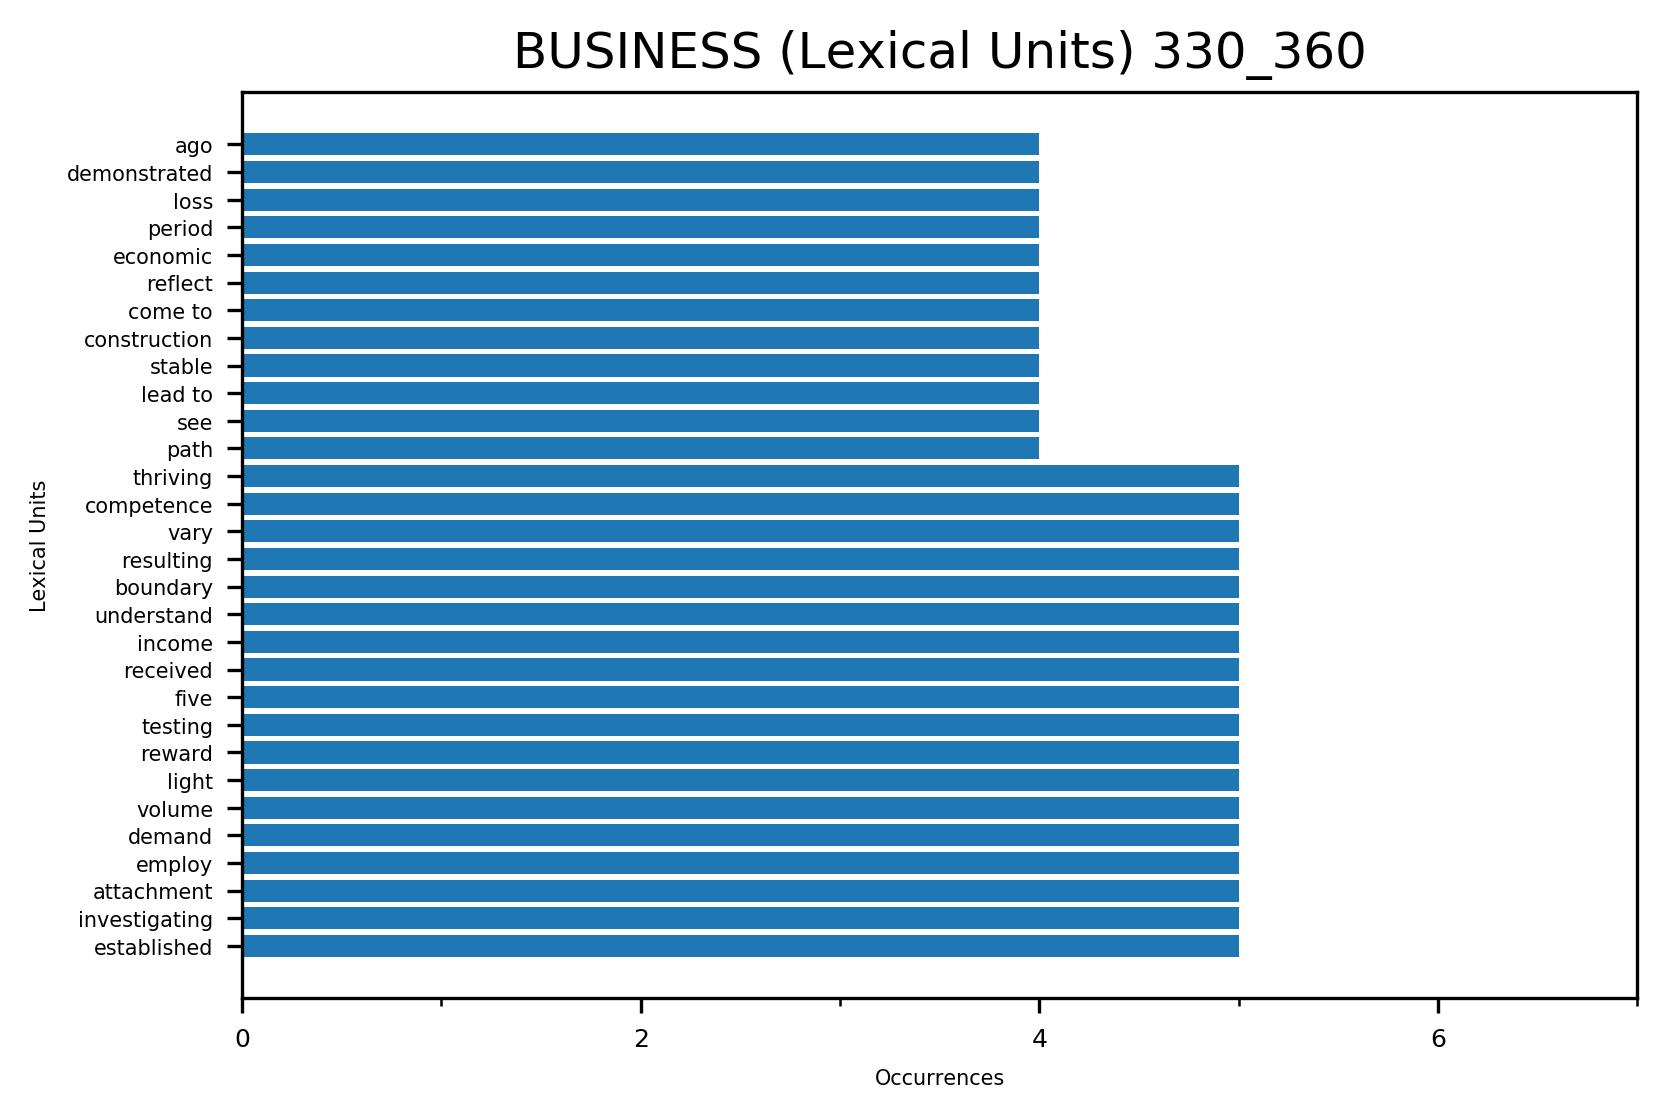 BUSINESS (Lexical Units) 330_360
ago
demonstrated
loss
period
economic
reflect
come to
construction
stable
lead to
see
path
thriving
competence
vary
resulting
boundary
understand
income
received
five
testing
reward
light
volume
demand
employ
attachment
investigating
established
Lexical Units
0 2 4 6
Occurrences